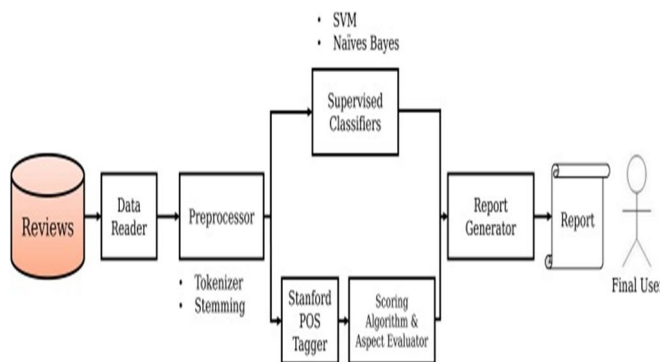 • SVM
• Naïves Bayes
Supervised
Classifiers
Reviews
Data
Reader
Preprocessor
• Tokenizer
• Stemming
Stanford
POS
Tagger
Scoring
Algorithm &
Aspect Evaluator
Report
Generator
Report
Final User